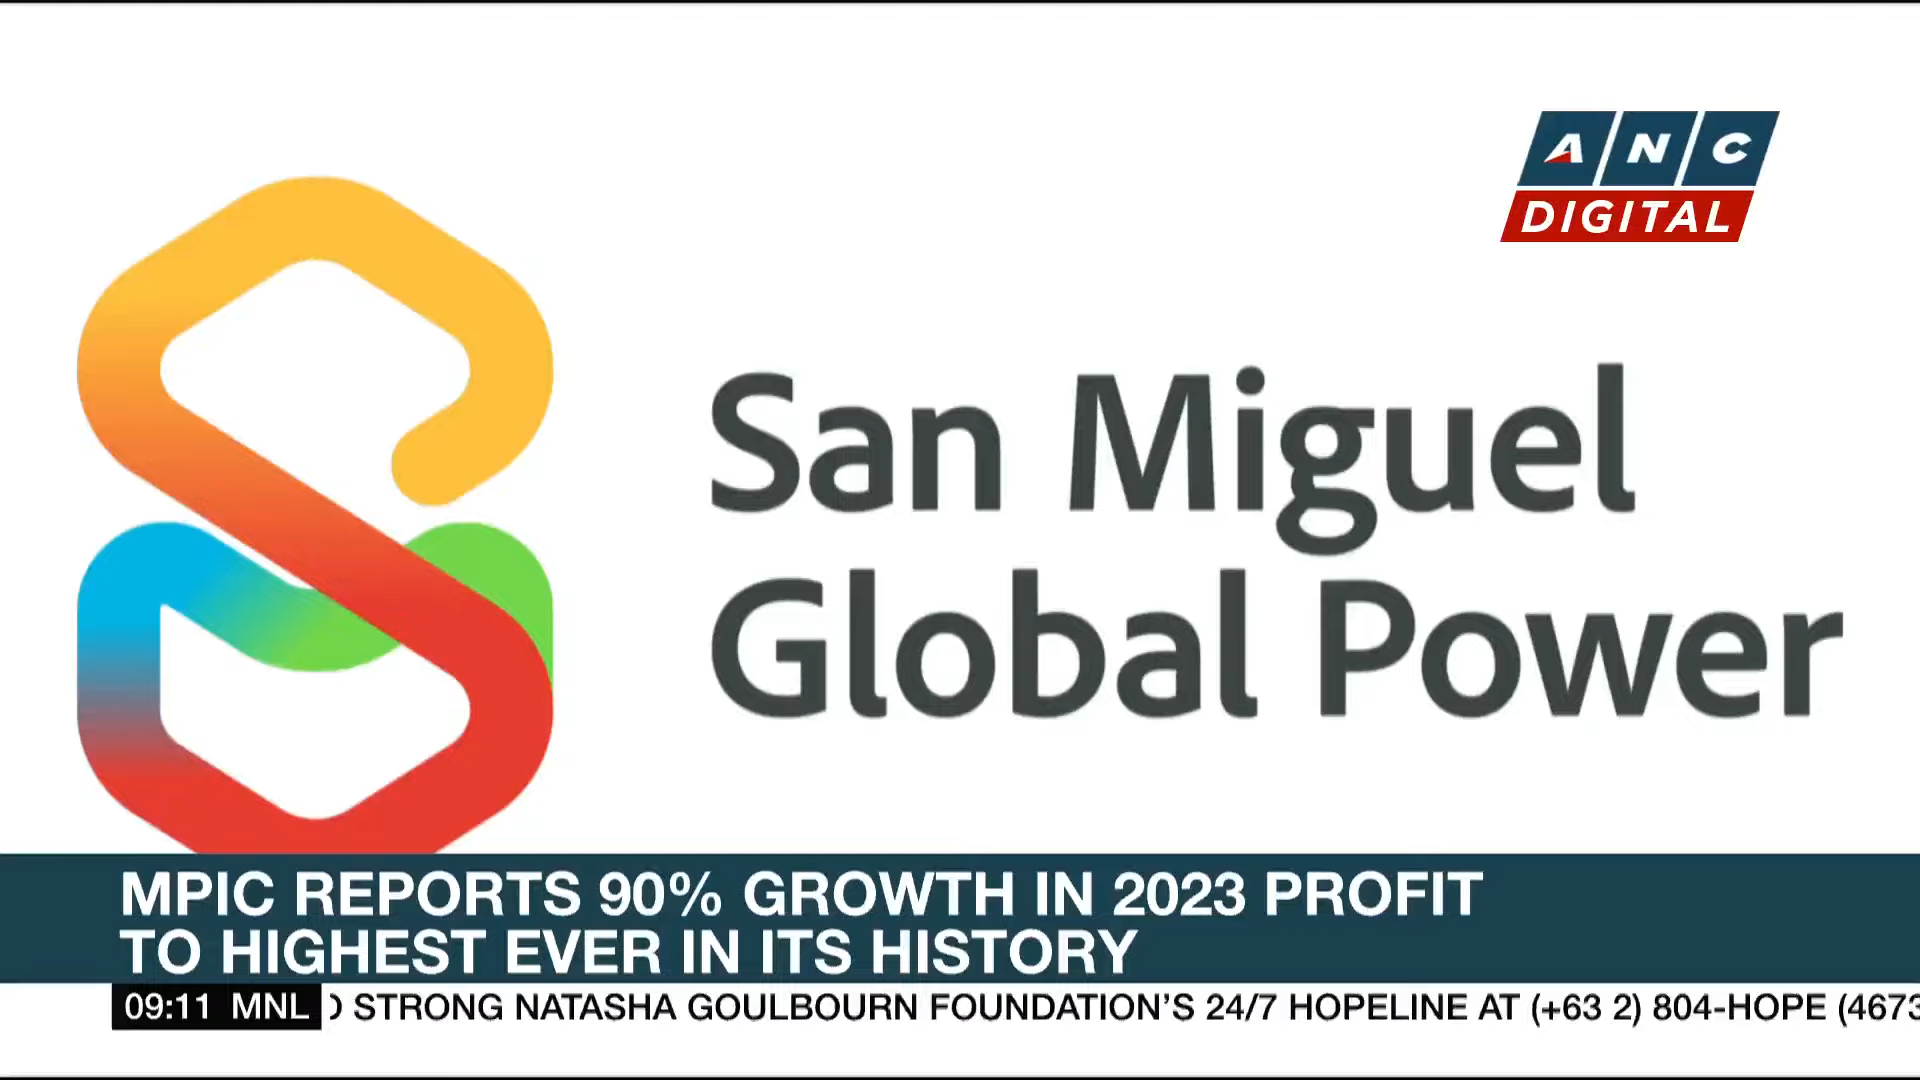 ANC
DIGITAL
San Miguel
Global Power
MPIC REPORTS 90% GROWTH IN 2023 PROFIT
TO HIGHEST EVER IN ITS HISTORY
09:11 MNL STRONG NATASHA GOULBOURN FOUNDATION'S 24/7 HOPELINE AT (+63 2) 804-HOPE (4673